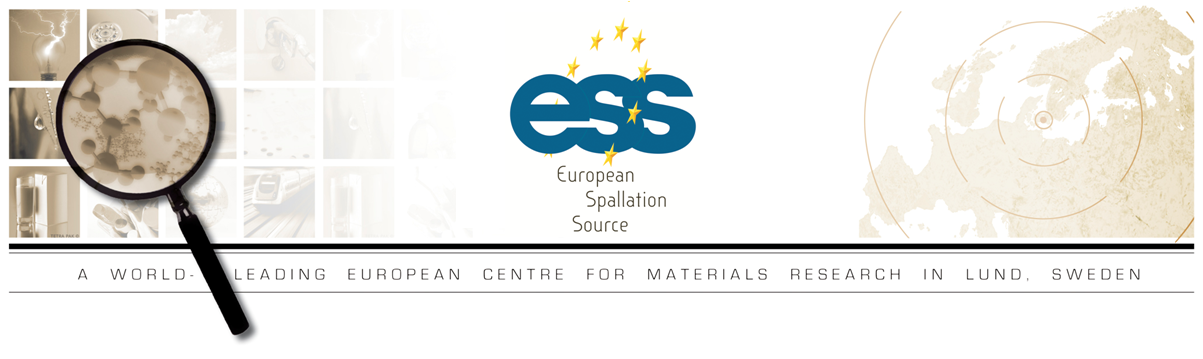 ess
European
Spallation
Source
A WORLD-LEADING EUROPEAN CENTRE FOR MATERIALS RESEARCH IN LUND, SWEDEN